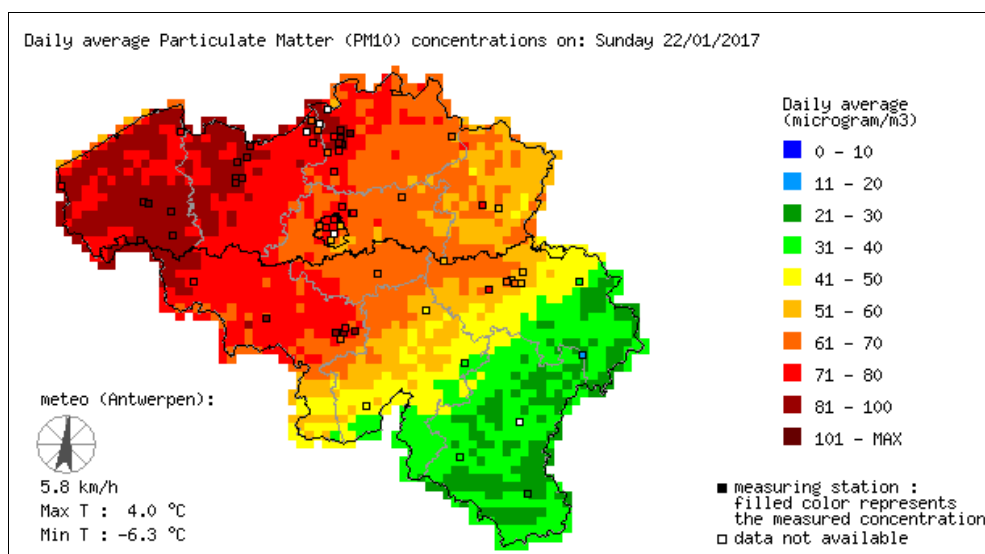 Daily average Particulate Matter (PM10) concentrations on: Sunday 22/01/2017
Daily average
(microgram/m3)
0 - 10
11 - 20
21 - 30
31 - 40
41 - 50
51 - 60
61 - 70
71 - 80
81 - 100
101 - MAX
meteo (Antwerpen):
5.8 km/h
Max T : 4.0 °C
Min T : -6.3 °C
measuring station :
filled color represents
the measured concentration
data not available